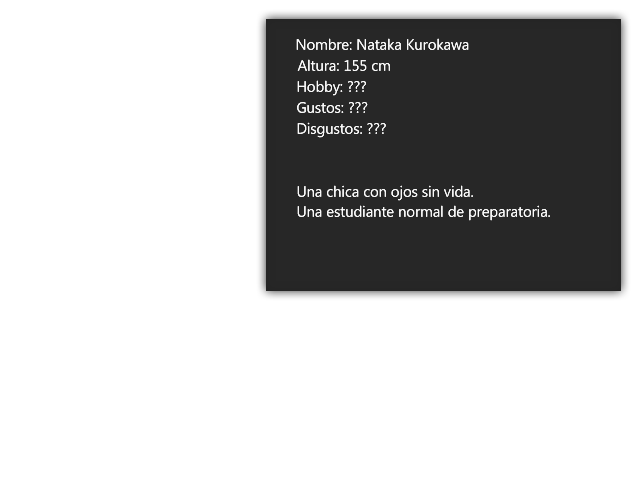 Nombre: Nataka Kurokawa
Altura: 155 cm
Hobby: ???
Gustos: ???
Disgustos: ???
Una chica con ojos sin vida.
Una estudiante normal de preparatoria.